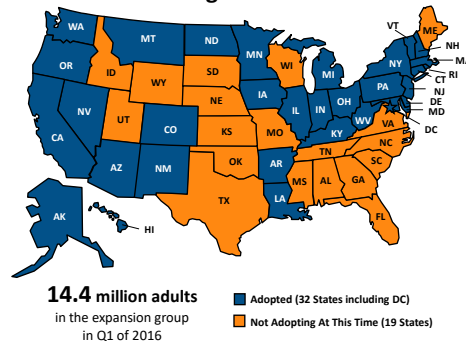 WA
MT
ND
MN
VT
ME
NH
MA
RI
CT
NJ
DE
MD
DC
OR
ID
WY
SD
WI
MI
NY
PA
NV
UT
CO
NE
IA
IL
IN
OH
WV
VA
CA
AZ
NM
KS
MO
KY
NC
TN
SC
OK
AR
TX
LA
MS
AL
GA
FL
AK
HI
14.4 million adults
in the expansion group
in Q1 of 2016
Adopted (32 States including DC)
Not Adopting At This Time (19 States)